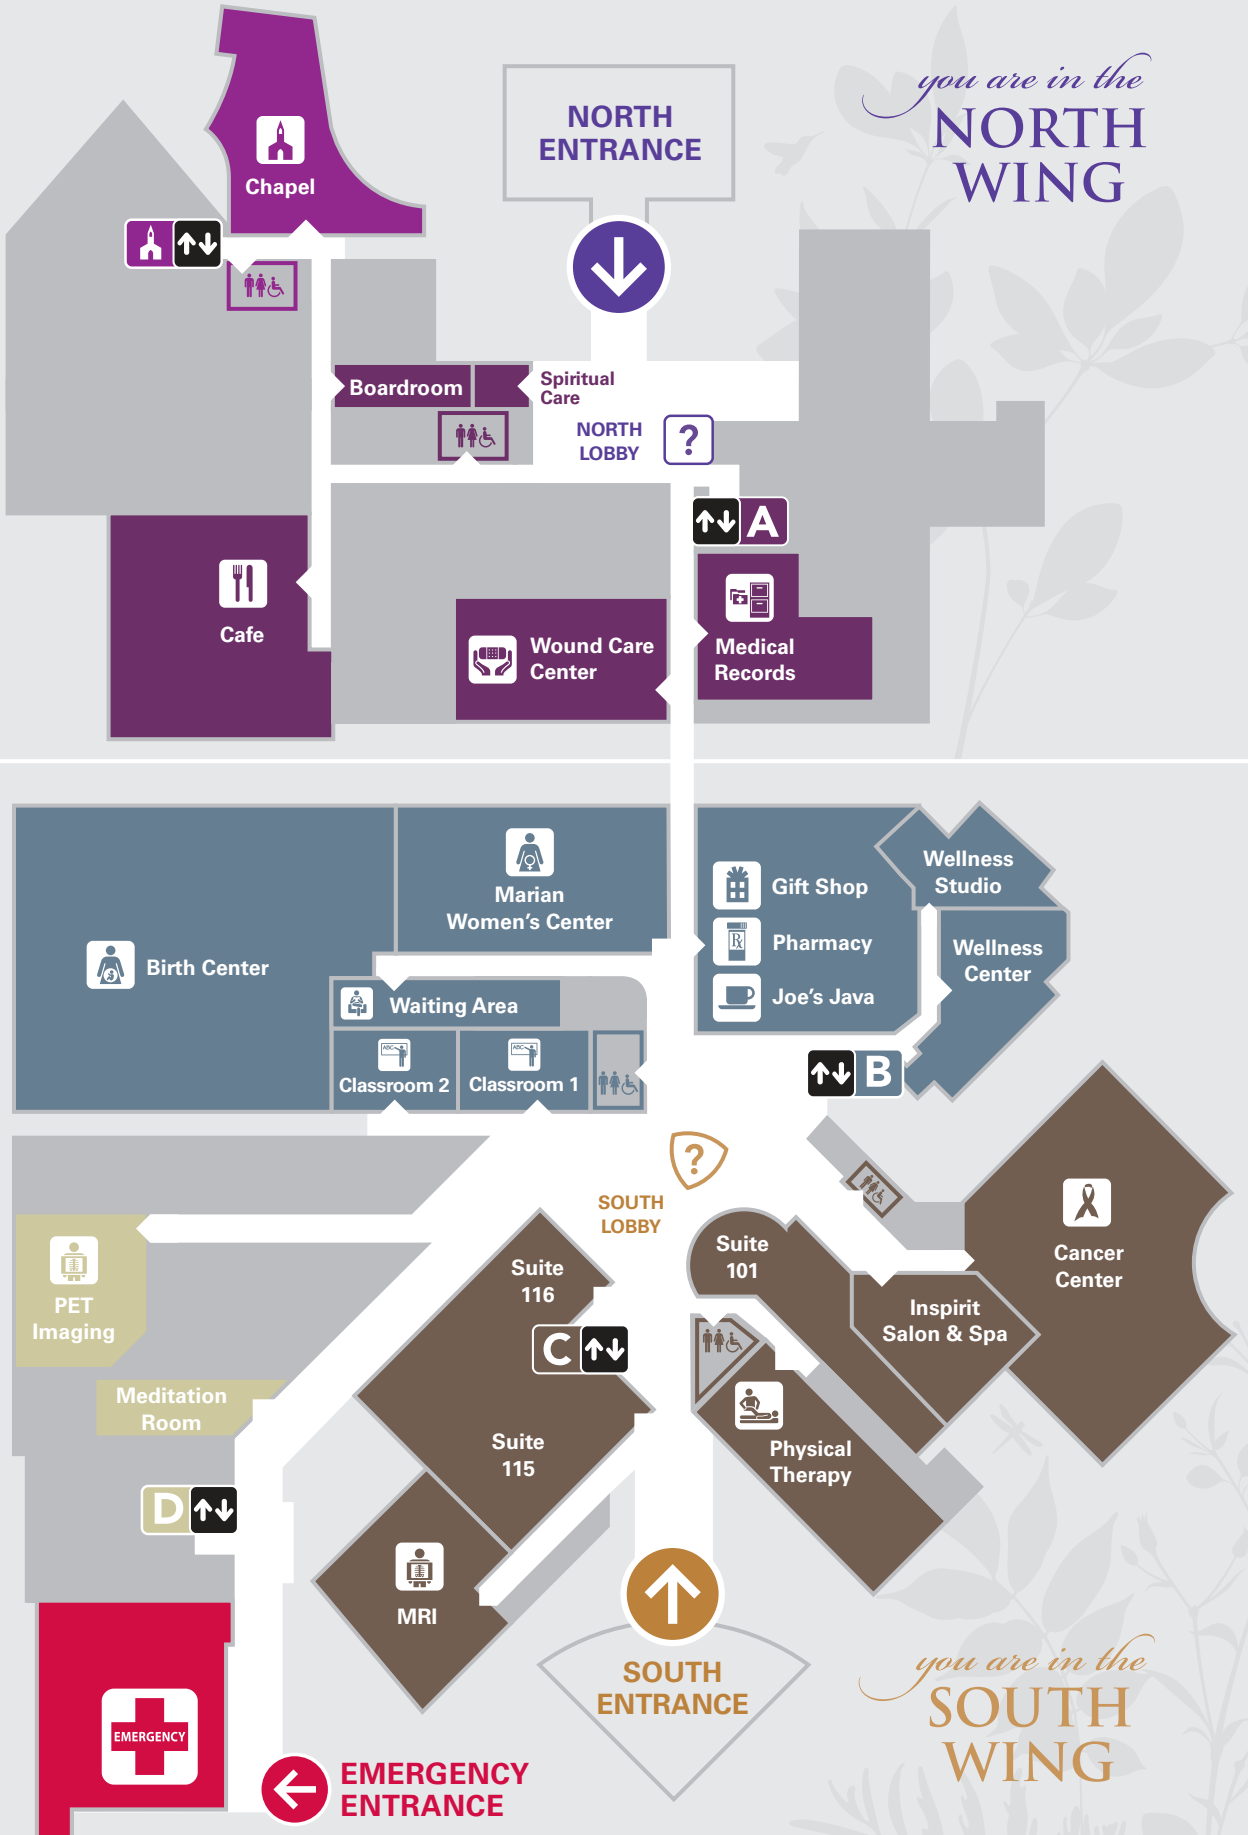 you are in the
NORTH
WING
NORTH
ENTRANCE
Chapel
Boardroom
Spiritual
Care
NORTH
LOBBY
?
A
Cafe
Wound Care
Center
Medical
Records
Marian
Women's Center
Birth Center
Waiting Area
ABC
Classroom 2
ABC
Classroom 1
Gift Shop
Rx
Pharmacy
Joe's Java
Wellness
Studio
Wellness
Center
B
?
SOUTH
LOBBY
PET
Imaging
Meditation
Room
D
Suite
116
C
Suite
115
MRI
Suite
101
Physical
Therapy
Inspirit
Salon & Spa
Cancer
Center
EMERGENCY
EMERGENCY
ENTRANCE
SOUTH
ENTRANCE
you are in the
SOUTH
WING